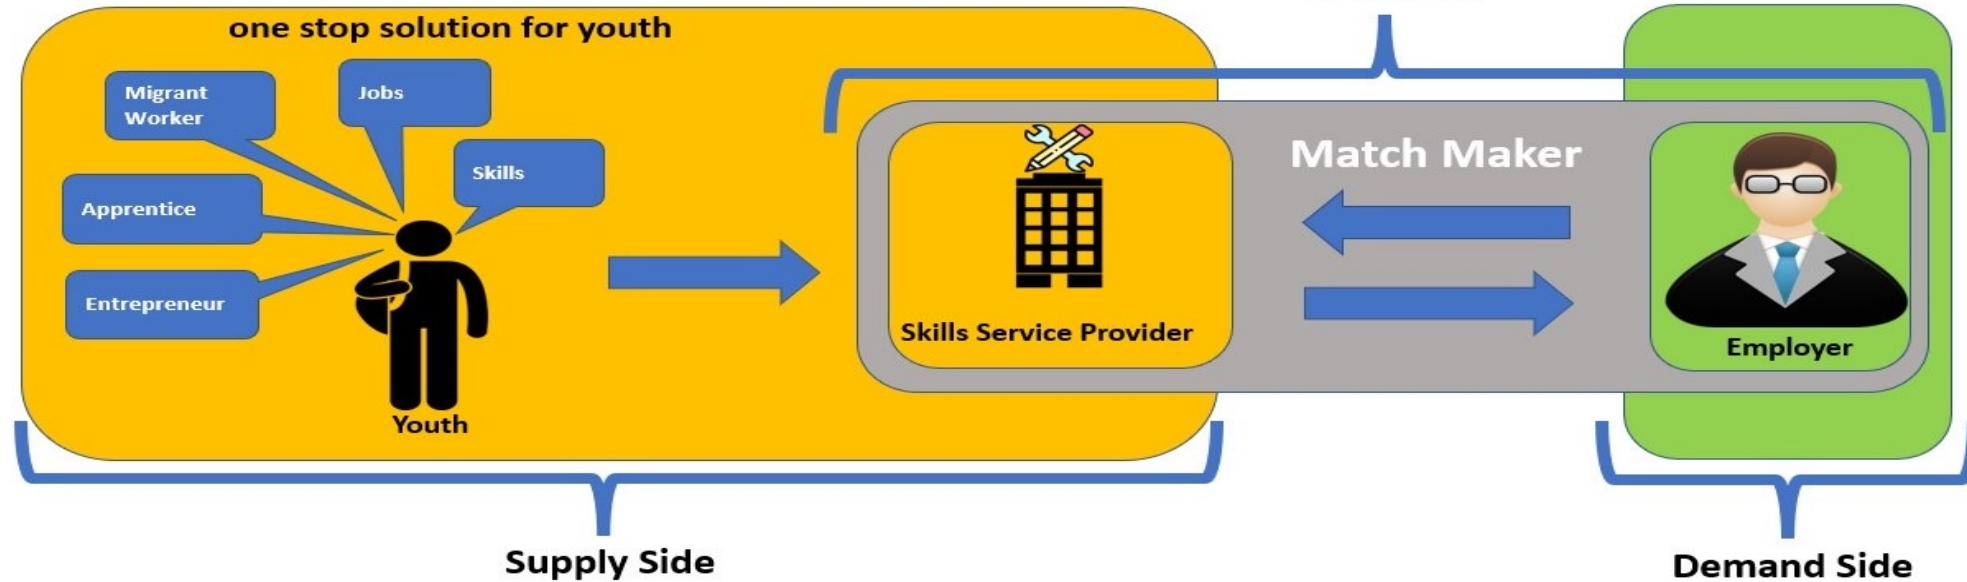 one stop solution for youth
Migrant
Worker
Jobs
Skills
Apprentice
Entrepreneur
Youth
Match Maker
Skills Service Provider
Employer
Supply Side
Demand Side